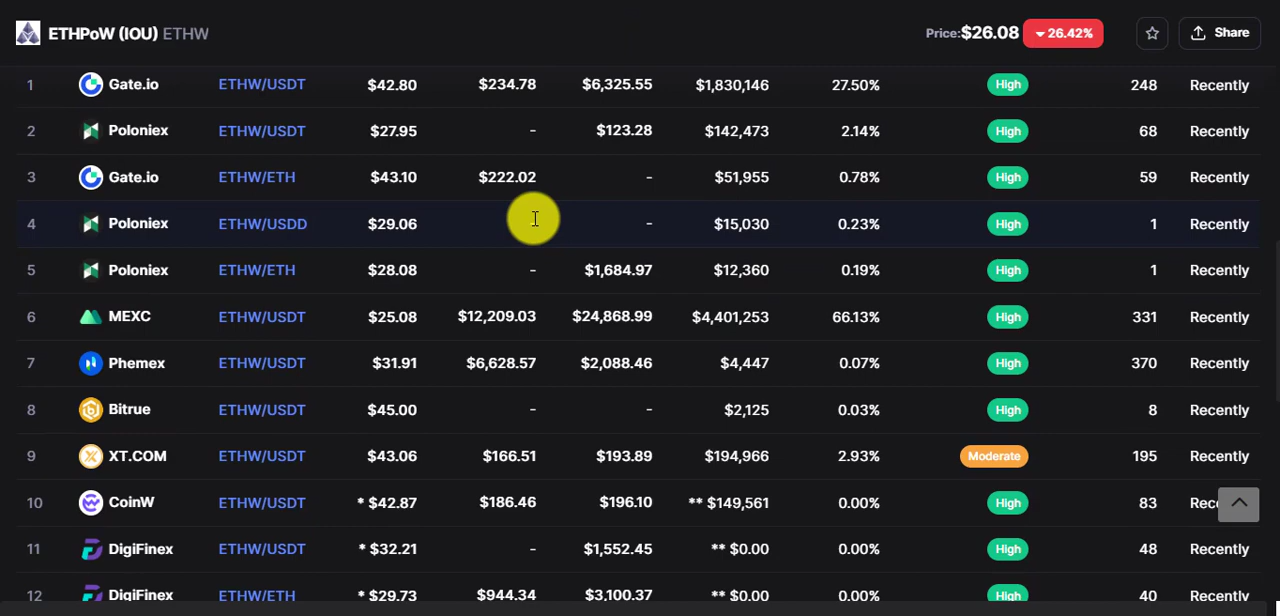 ETHPoW (IOU) ETHW Price:$26.08 26.42% Share
1 Gate.io ETHW/USDT $42.80 $234.78 $6,325.55 $1,830,146 27.50% High 248 Recently
2 Poloniex ETHW/USDT $27.95 - $123.28 $142,473 2.14% High 68 Recently
3 Gate.io ETHW/ETH $43.10 $222.02 - $51,955 0.78% High 59 Recently
4 Poloniex ETHW/USDD $29.06 - $15,030 0.23% High 1 Recently
5 Poloniex ETHW/ETH $28.08 - $1,684.97 $12,360 0.19% High 1 Recently
6 MEXC ETHW/USDT $25.08 $12,209.03 $24,868.99 $4,401,253 66.13% High 331 Recently
7 Phemex ETHW/USDT $31.91 $6,628.57 $2,088.46 $4,447 0.07% High 370 Recently
8 Bitrue ETHW/USDT $45.00 - - $2,125 0.03% High 8 Recently
9 XT.COM ETHW/USDT $43.06 $166.51 $193.89 $194,966 2.93% Moderate 195 Recently
10 CoinW ETHW/USDT * $42.87 $186.46 $196.10 ** $149,561 0.00% High 83 Rec
11 DigiFinex ETHW/USDT * $32.21 - $1,552.45 ** $0.00 0.00% High 48 Recently
12 DigiFinex ETHW/ETH * $29.73 $944.34 $3,100.37 ** $0.00 0.00% High 40 Recently